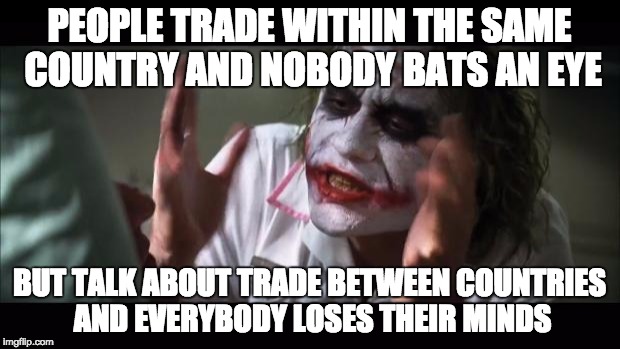 PEOPLE TRADE WITHIN THE SAME
COUNTRY AND NOBODY BATS AN EYE
BUT TALK ABOUT TRADE BETWEEN COUNTRIES
AND EVERYBODY LOSES THEIR MINDS
imgflip.com